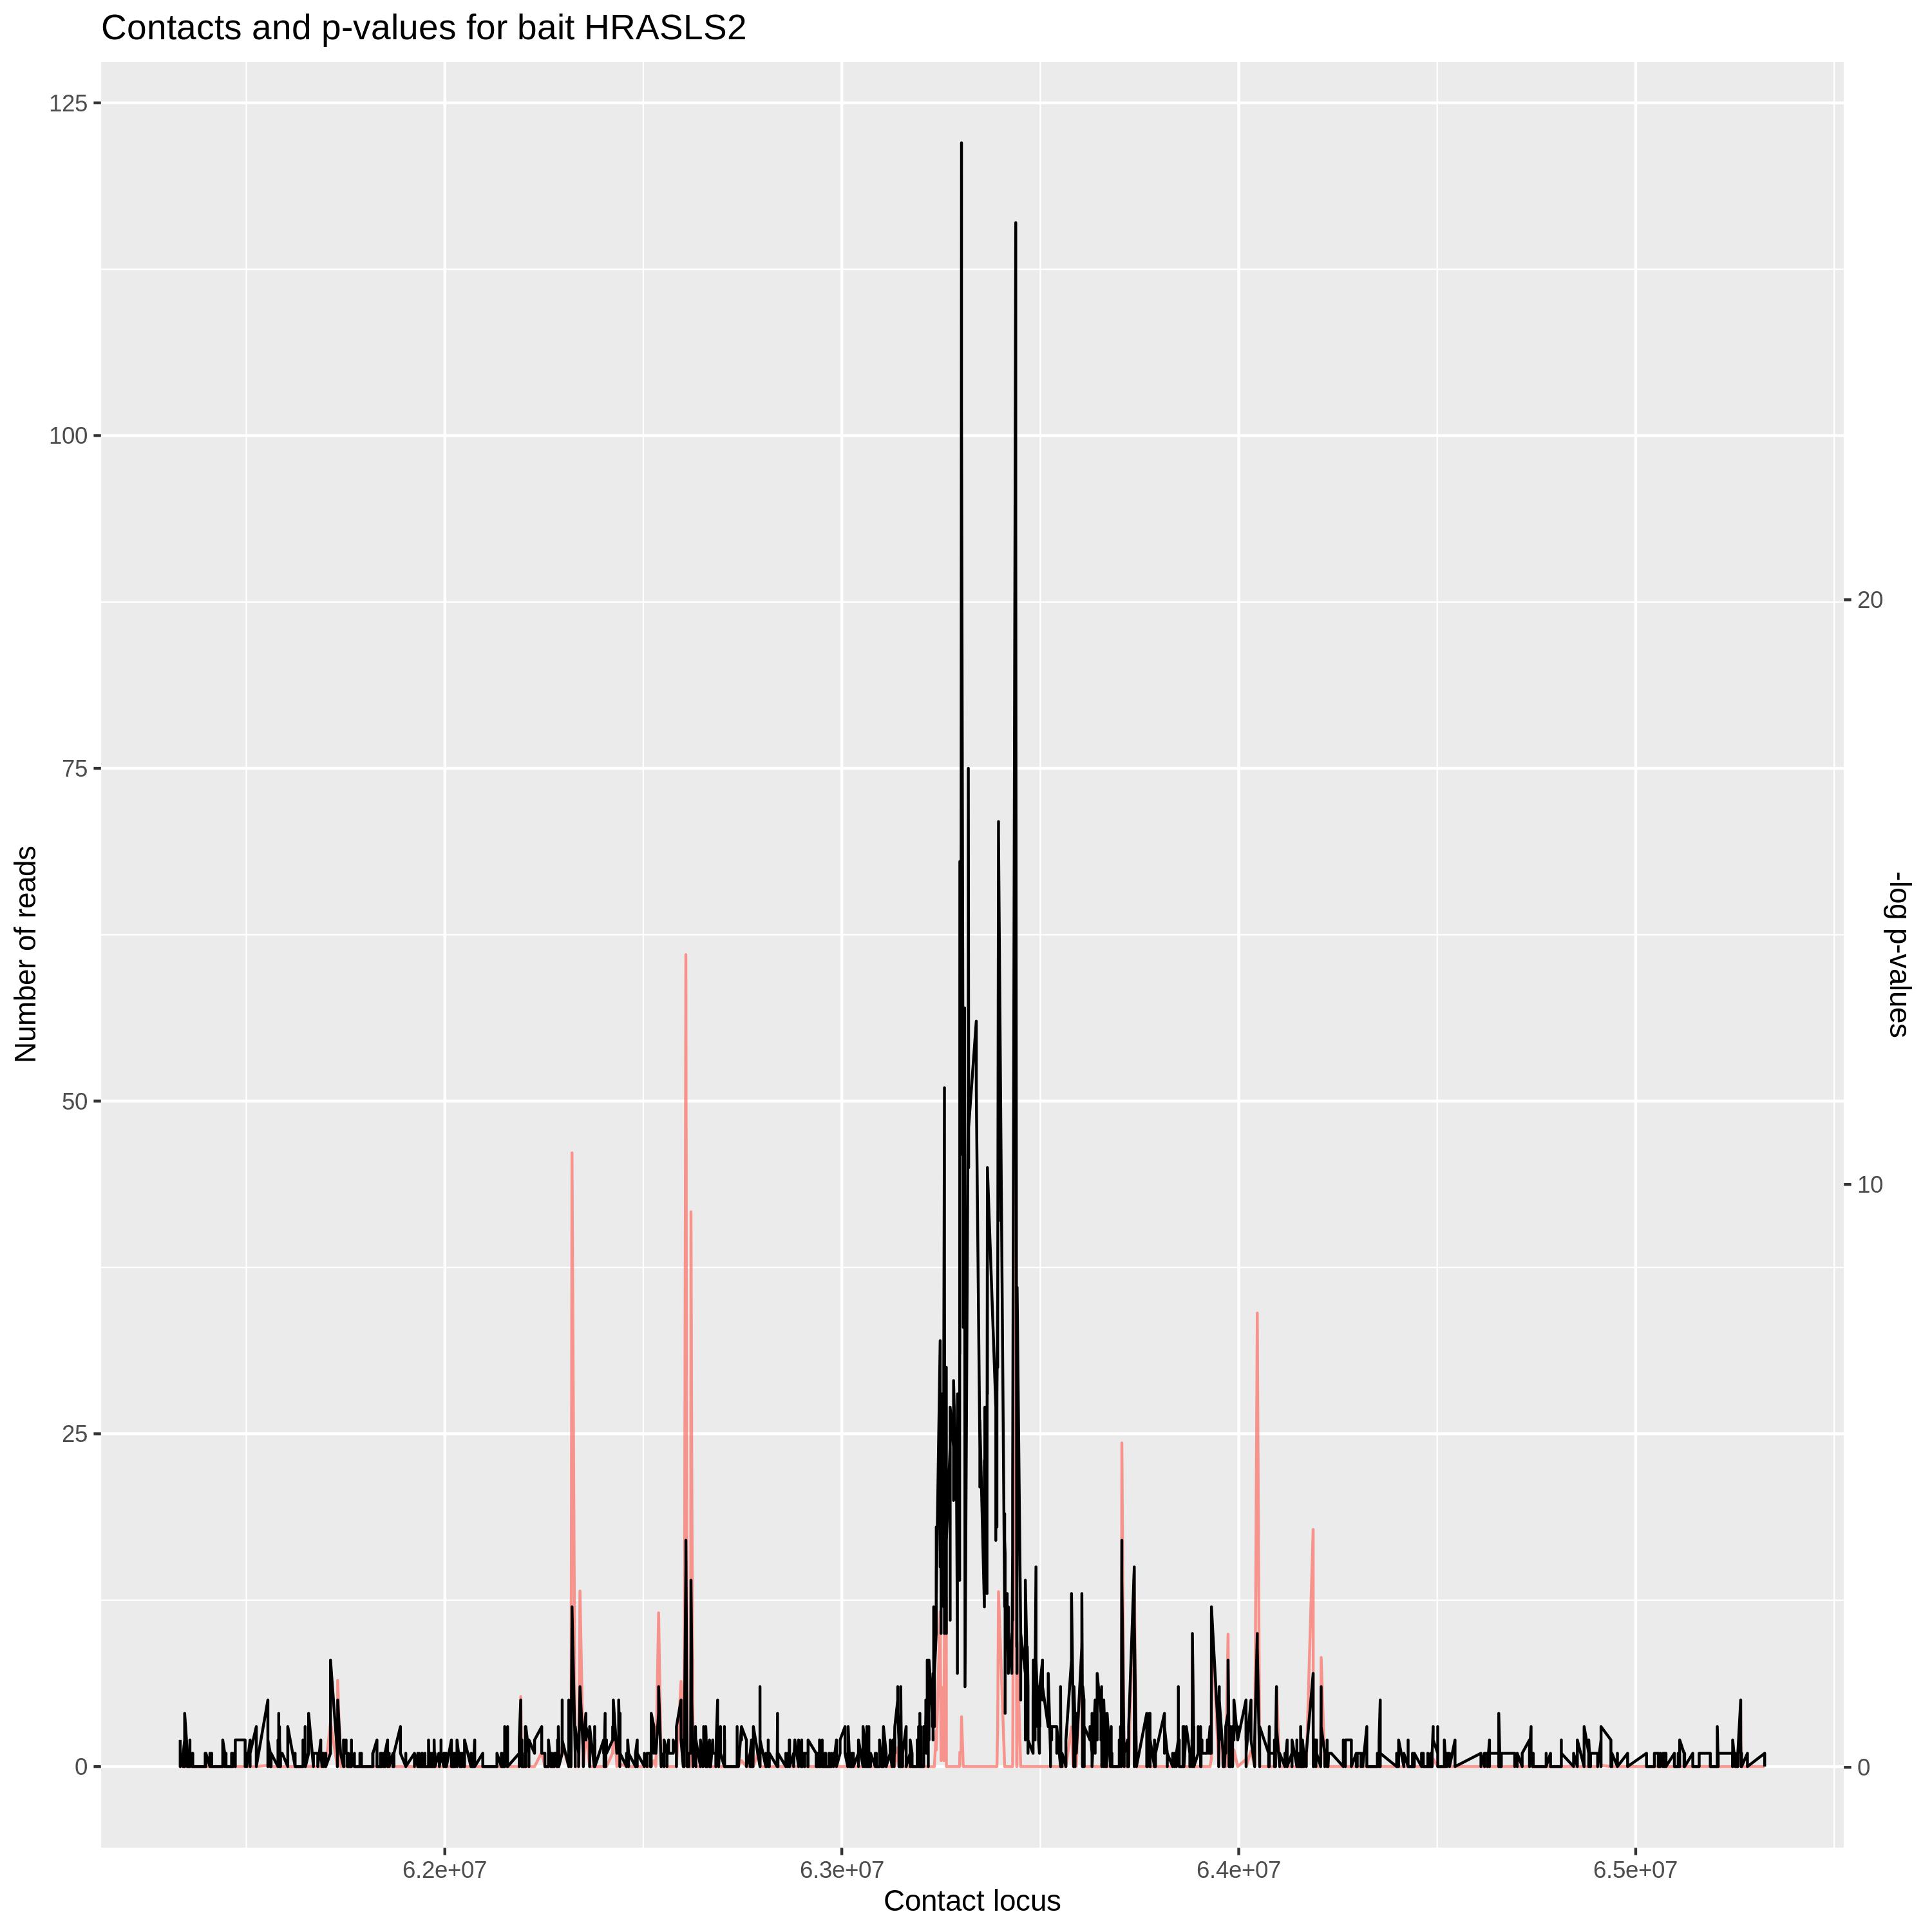 Contacts and p-values for bait HRASLS2
125
100
75
50
25
0
Number of reads
20
10
0
-log p-values
6.2e+07 6.3e+07 6.4e+07 6.5e+07
Contact locus